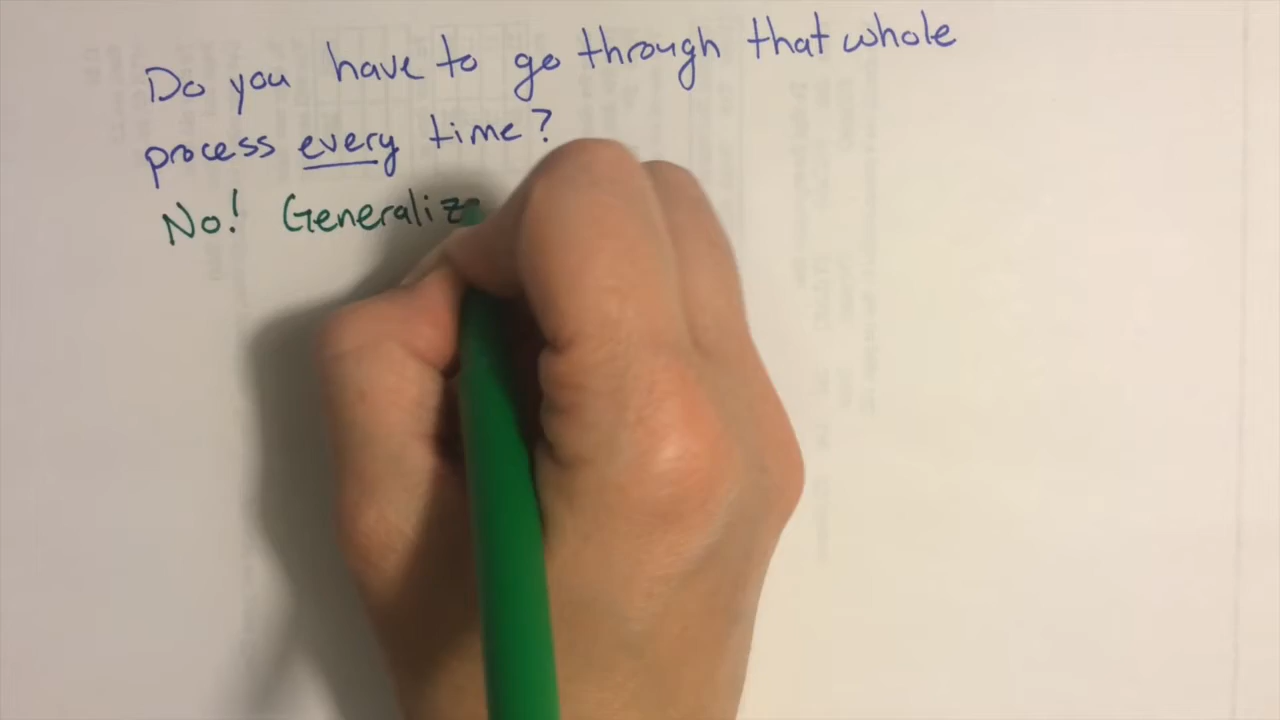 Do you have to go through that whole
process every time?
No! Generaliz